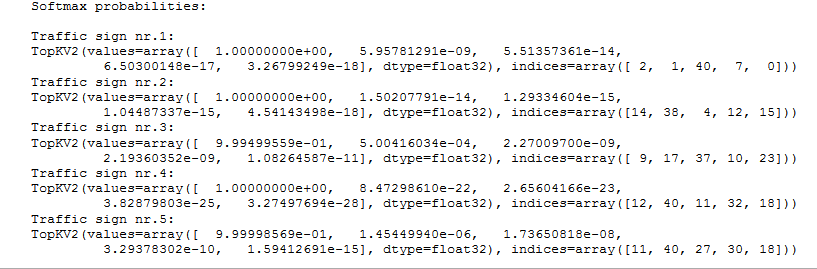 Softmax probabilities:
Traffic sign nr.1:
TopKV2(values=array([  1.00000000e+00,   5.95781291e-09,   5.51357361e-14,
         6.50300148e-17,   3.26799249e-18], dtype=float32), indices=array([ 2,  1, 40,  7,  0]))
Traffic sign nr.2:
TopKV2(values=array([  1.00000000e+00,   1.50207791e-14,   1.29334604e-15,
         1.04487337e-15,   4.54143498e-18], dtype=float32), indices=array([14, 38,  4, 12, 15]))
Traffic sign nr.3:
TopKV2(values=array([  9.99499559e-01,   5.00416034e-04,   2.27009700e-09,
         2.19360352e-09,   1.08264587e-11], dtype=float32), indices=array([ 9, 17, 37, 10, 23]))
Traffic sign nr.4:
TopKV2(values=array([  1.00000000e+00,   8.47298610e-22,   2.65604166e-23,
         3.82879803e-25,   3.27497694e-28], dtype=float32), indices=array([12, 40, 11, 32, 18]))
Traffic sign nr.5:
TopKV2(values=array([  9.99998569e-01,   1.45449940e-06,   1.73650818e-08,
         3.29378302e-10,   1.59412691e-15], dtype=float32), indices=array([11, 40, 27, 30, 18]))